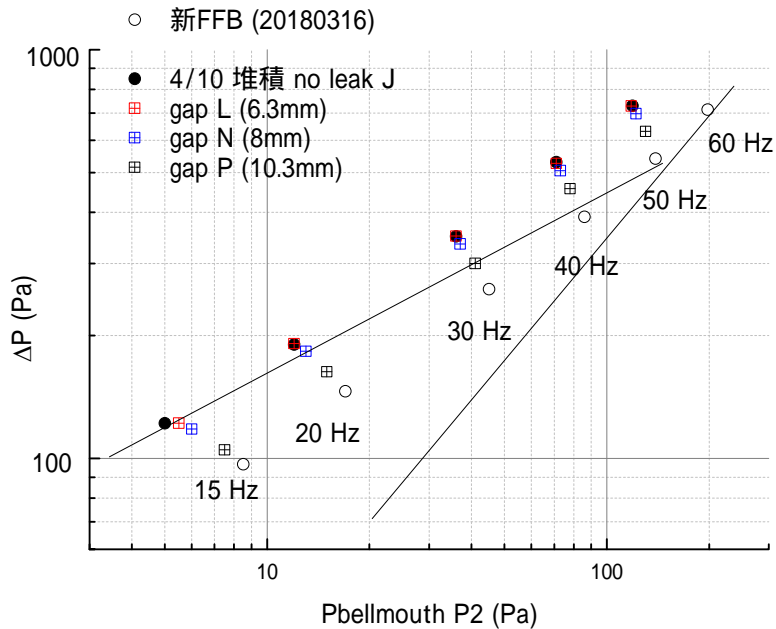 新FFB (20180316)
4/10 堆積 no leak J
gap L (6.3mm)
gap N (8mm)
gap P (10.3mm)
1000
100
ΔP (Pa)
60 Hz
50 Hz
40 Hz
30 Hz
20 Hz
15 Hz
10
100
Pbellmouth P2 (Pa)